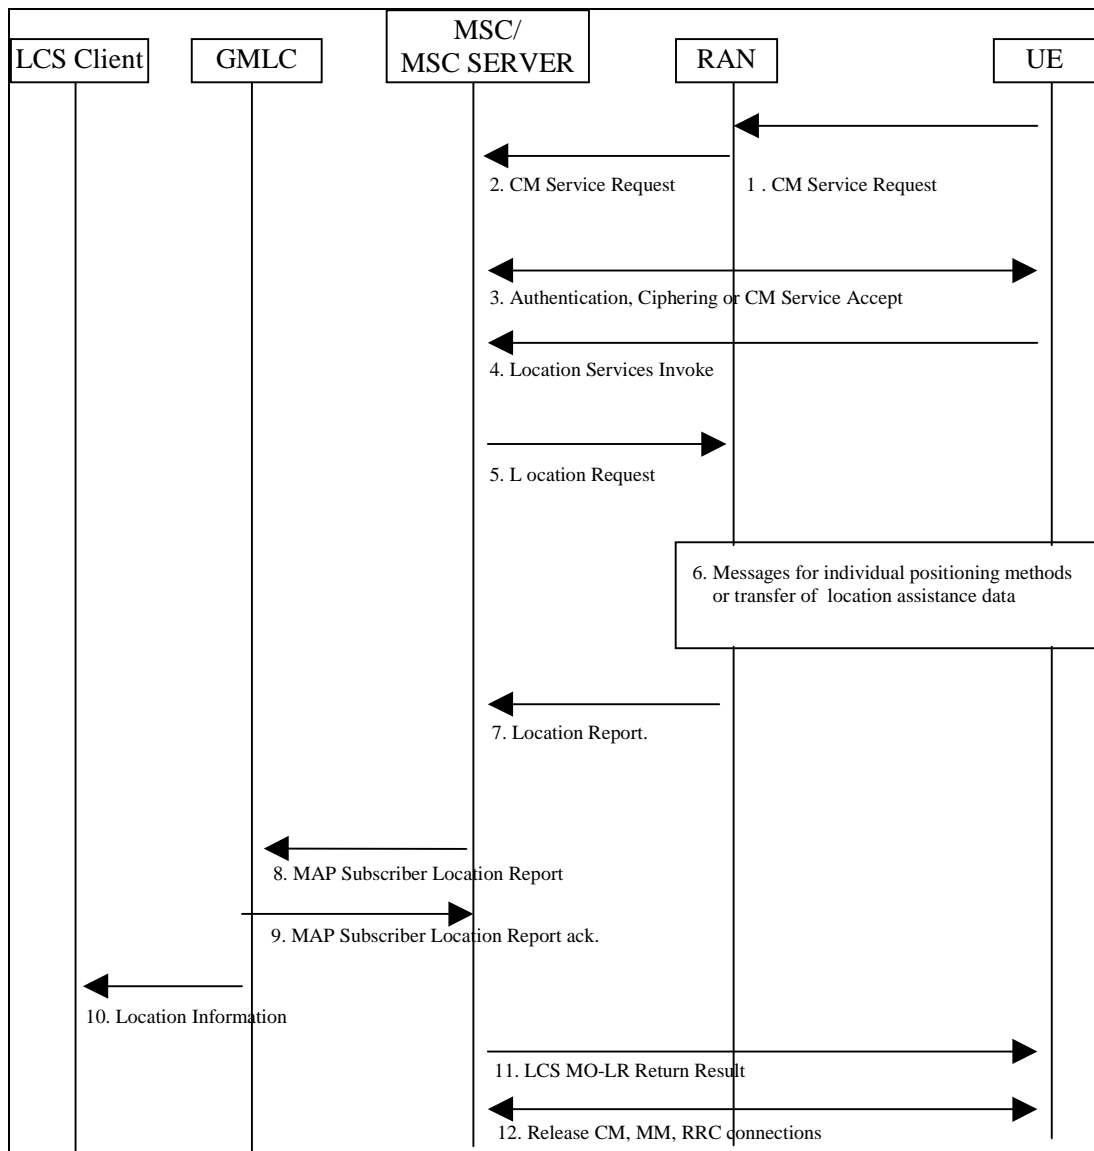 LCS Client
GMLC
MSC/
MSC SERVER
RAN
UE
2. CM Service Request
1 . CM Service Request
3. Authentication, Ciphering or CM Service Accept
4. Location Services Invoke
5. L ocation Request
6. Messages for individual positioning methods
or transfer of location assistance data
7. Location Report.
8. MAP Subscriber Location Report
9. MAP Subscriber Location Report ack.
10. Location Information
11. LCS MO-LR Return Result
12. Release CM, MM, RRC connections